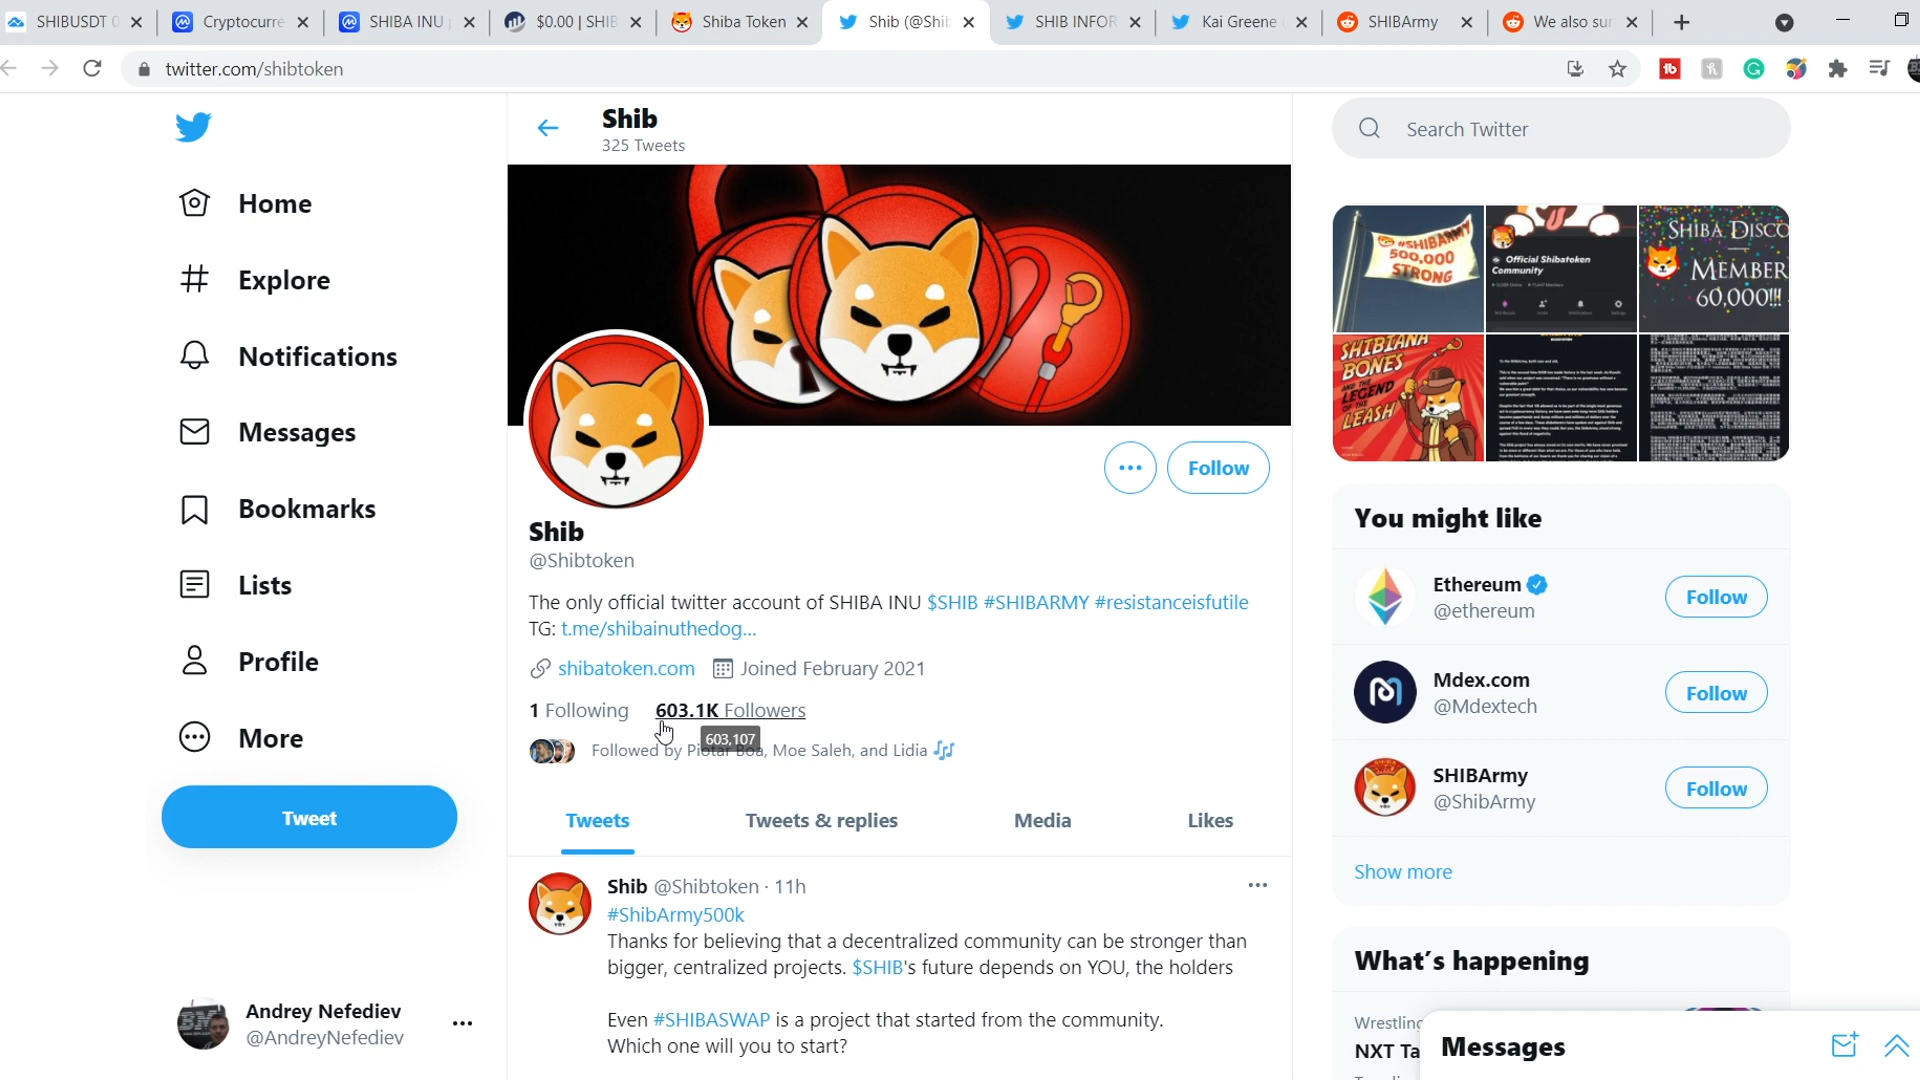 SHIBUSDT
Cryptocurre
SHIBA INU
$0.00 | SHIB
Shiba Token
Shib (@Shib
SHIB INFOR
Kai Greene
SHIBArmy
We also sur
twitter.com/shibtoken
Shib
325 Tweets
Search Twitter
Home
Explore
Notifications
Messages
Bookmarks
Lists
Profile
More
Tweet
#SHIBARMY
500,000
STRONG
Official Shibatoken
Community
SHIBA DISCO
MEMBER
60,000!!!
SHIBIANA
BONES
AND THE
LEGEND
OF THE
LEASH
Follow
Shib
@Shibtoken
The only official twitter account of SHIBA INU $SHIB #SHIBARMY #resistanceisfutile
TG: t.me/shibainuthedog...
shibatoken.com Joined February 2021
1 Following 603.1K Followers
603,107
Followed by Piotar Boa, Moe Saleh, and Lidia
Tweets
Tweets & replies
Media
Likes
Shib @Shibtoken · 11h
#ShibArmy500k
Thanks for believing that a decentralized community can be stronger than
bigger, centralized projects. $SHIB's future depends on YOU, the holders
Even #SHIBASWAP is a project that started from the community.
Which one will you to start?
You might like
Ethereum
@ethereum
Follow
Mdex.com
@Mdextech
Follow
SHIBArmy
@ShibArmy
Follow
Show more
What's happening
Wrestling
NXT Ta
Messages
Andrey Nefediev
@AndreyNefediev